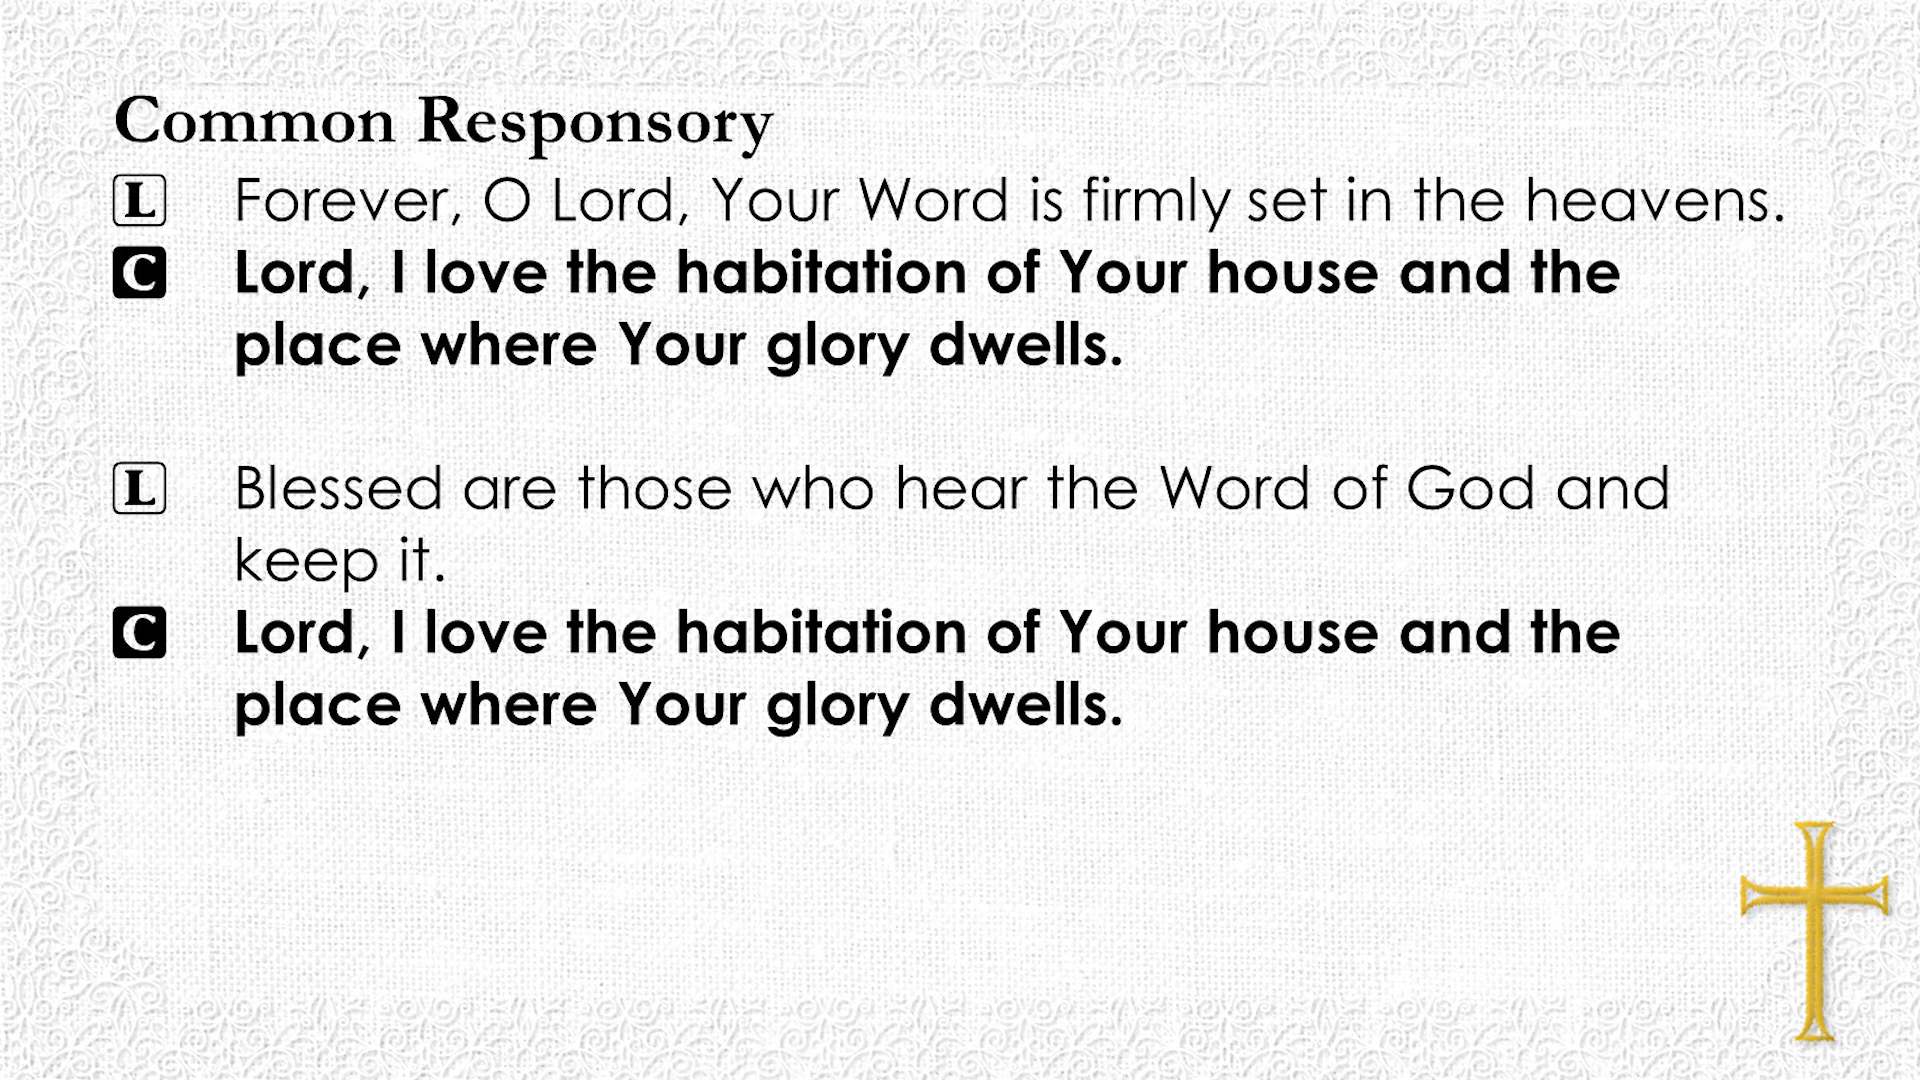 Common Responsory
L Forever, O Lord, Your Word is firmly set in the heavens.
C Lord, I love the habitation of Your house and the
place where Your glory dwells.
L Blessed are those who hear the Word of God and
keep it.
C Lord, I love the habitation of Your house and the
place where Your glory dwells.